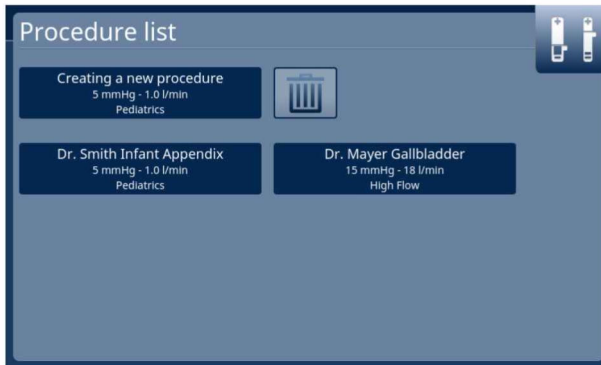 Procedure list
Creating a new procedure
5 mmHg - 1.0 l/min
Pediatrics
Dr. Smith Infant Appendix
5 mmHg - 1.0 l/min
Pediatrics
Dr. Mayer Gallbladder
15 mmHg - 18 l/min
High Flow